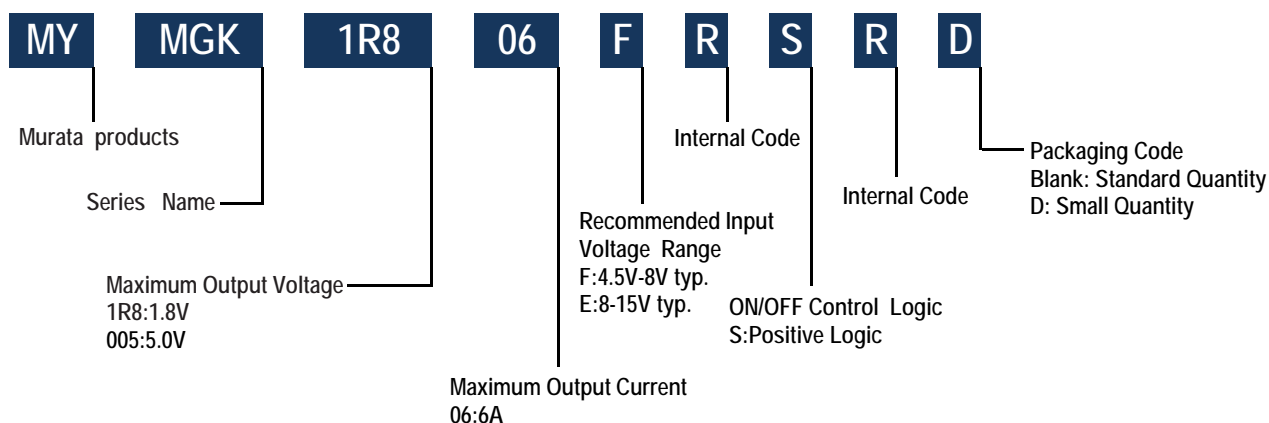 MY MGK 1R8 06 F R S R D
Murata products
Series Name
Maximum Output Voltage
1R8:1.8V
005:5.0V
Maximum Output Current
06:6A
Recommended Input
Voltage Range
F:4.5V-8V typ.
E:8-15V typ.
Internal Code
ON/OFF Control Logic
S:Positive Logic
Internal Code
Packaging Code
Blank: Standard Quantity
D: Small Quantity